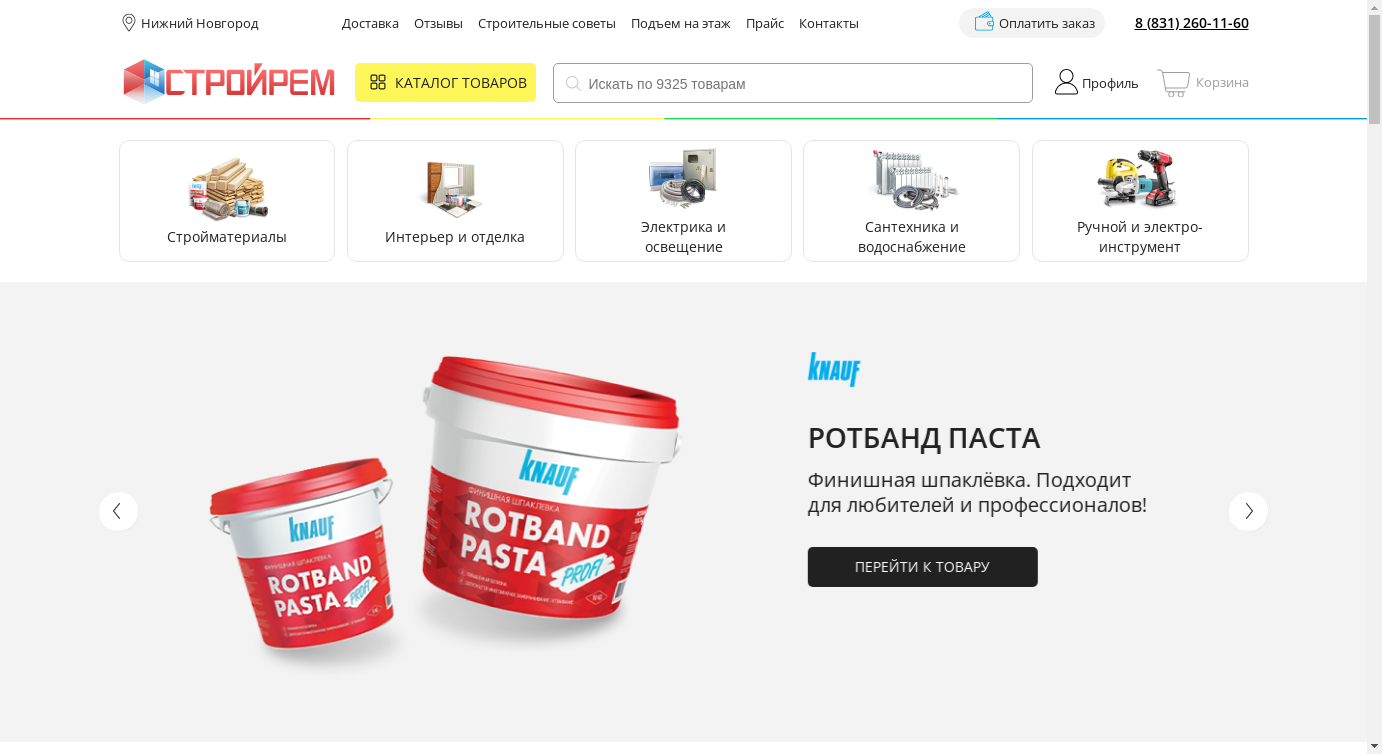 Нижний Новгород
Доставка
Отзывы
Строительные советы
Подъем на этаж
Прайс
Контакты
Оплатить заказ
8 (831) 260-11-60
СТРОЙРЕМ
КАТАЛОГ ТОВАРОВ
Искать по 9325 товарам
Профиль
Корзина
Стройматериалы
Интерьер и отделка
Электрика и
освещение
Сантехника и
водоснабжение
Ручной и электро-
инструмент
KNAUF
РОТБАНД ПАСТА
Финишная шпаклёвка. Подходит
для любителей и профессионалов!
ПЕРЕЙТИ К ТОВАРУ
KNAUF
ФИНИШНАЯ ШПАКЛЕВКА
ROTBAND
PASTA
PROFI
KNAUF
ФИНИШНАЯ ШПАКЛЕВКА
ROTBAND
PASTA
PROFI